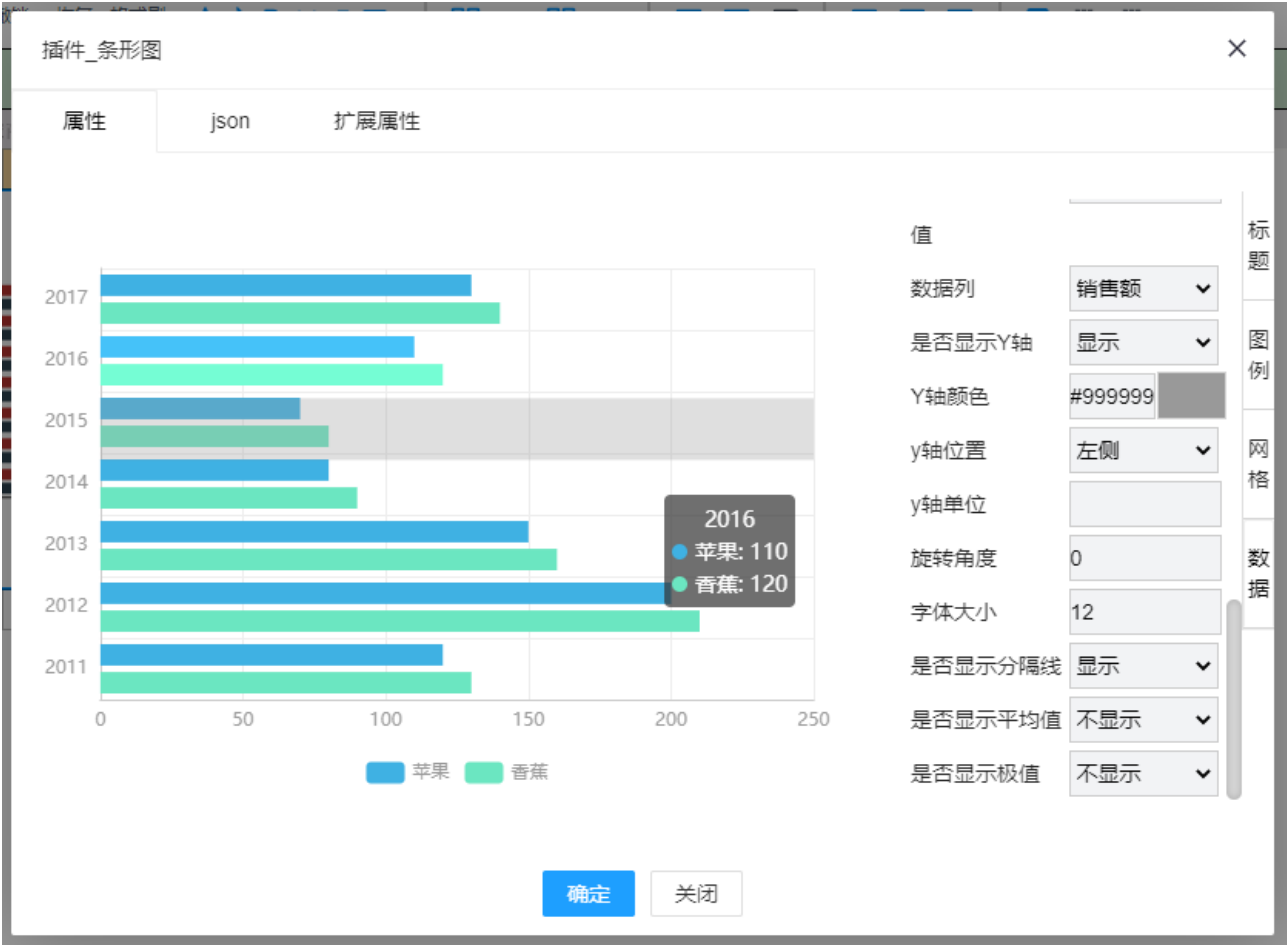 插件_条形图
属性
json
扩展属性
值
数据列
销售额
是否显示Y轴
显示
Y轴颜色
#999999
y轴位置
左侧
y轴单位
旋转角度
0
字体大小
12
是否显示分隔线
显示
是否显示平均值
不显示
是否显示极值
不显示
标题
图例
网格
数据
2017
2016
2015
2014
2013
2012
2011
0 50 100 150 200 250
2016
苹果: 110
香蕉: 120
苹果 香蕉
确定
关闭